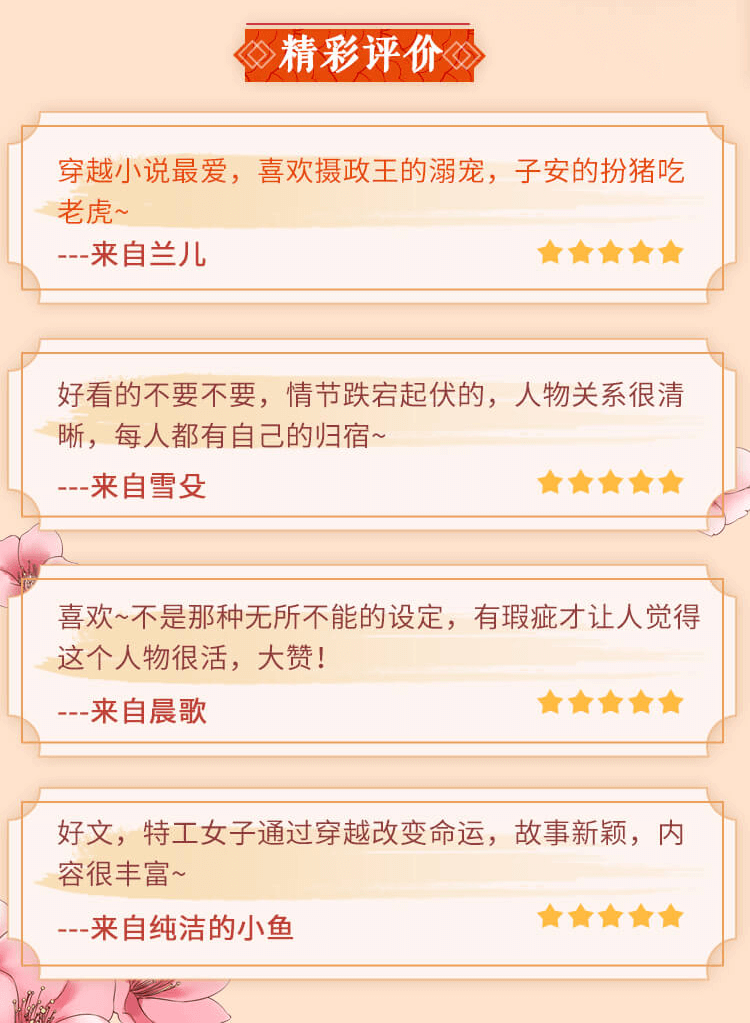 精彩评价
穿越小说最爱，喜欢摄政王的溺宠，子安的扮猪吃
老虎~
---来自兰儿
好看的不要不要，情节跌宕起伏的，人物关系很清
晰，每人都有自己的归宿~
---来自雪殳
喜欢~不是那种无所不能的设定，有瑕疵才让人觉得
这个人物很活，大赞！
---来自晨歌
好文，特工女子通过穿越改变命运，故事新颖，内
容很丰富~
---来自纯洁的小鱼